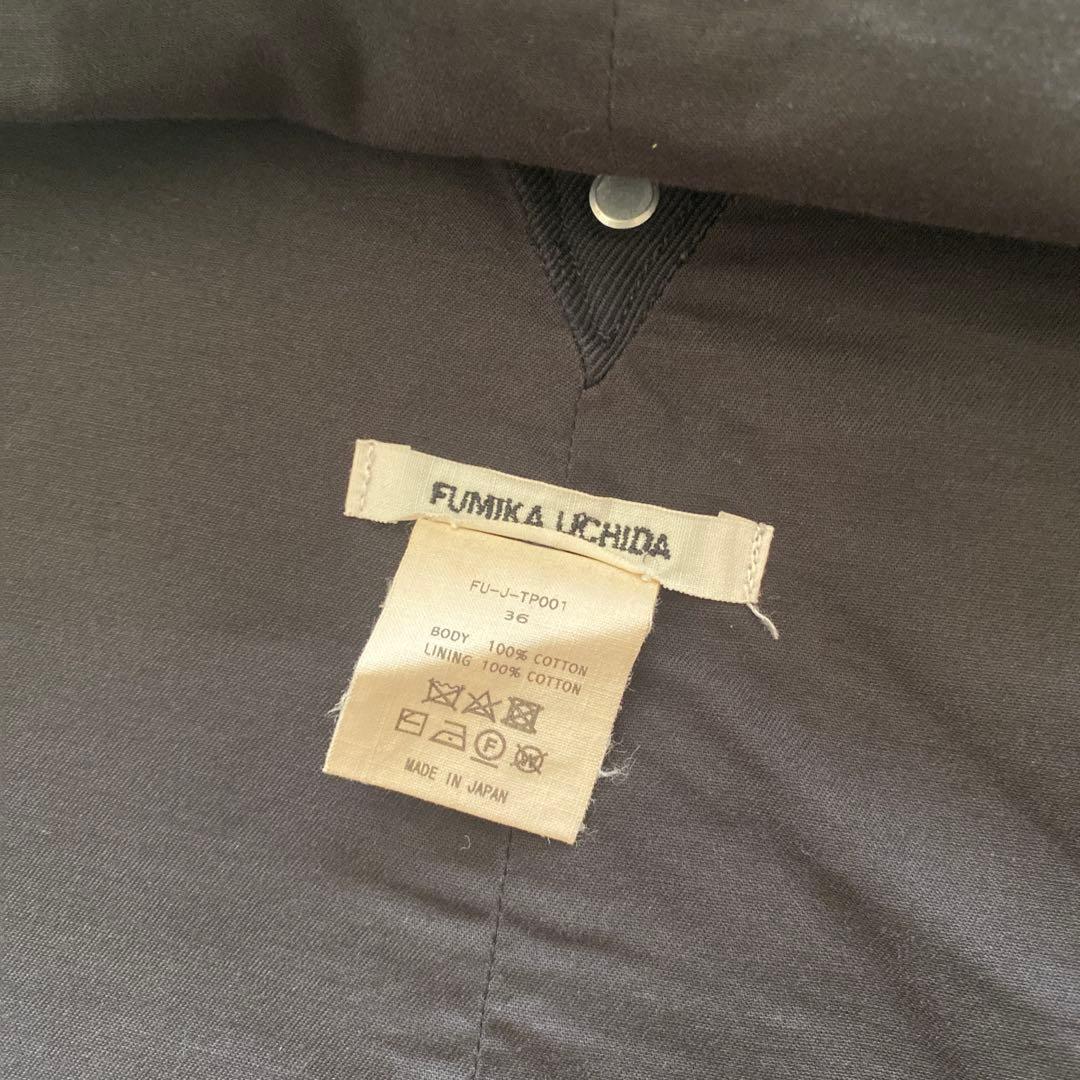 FUMIKA UCHIDA
FU-J-TP001
36
BODY 100% COTTON
LINING 100% COTTON
F
MADE IN JAPAN